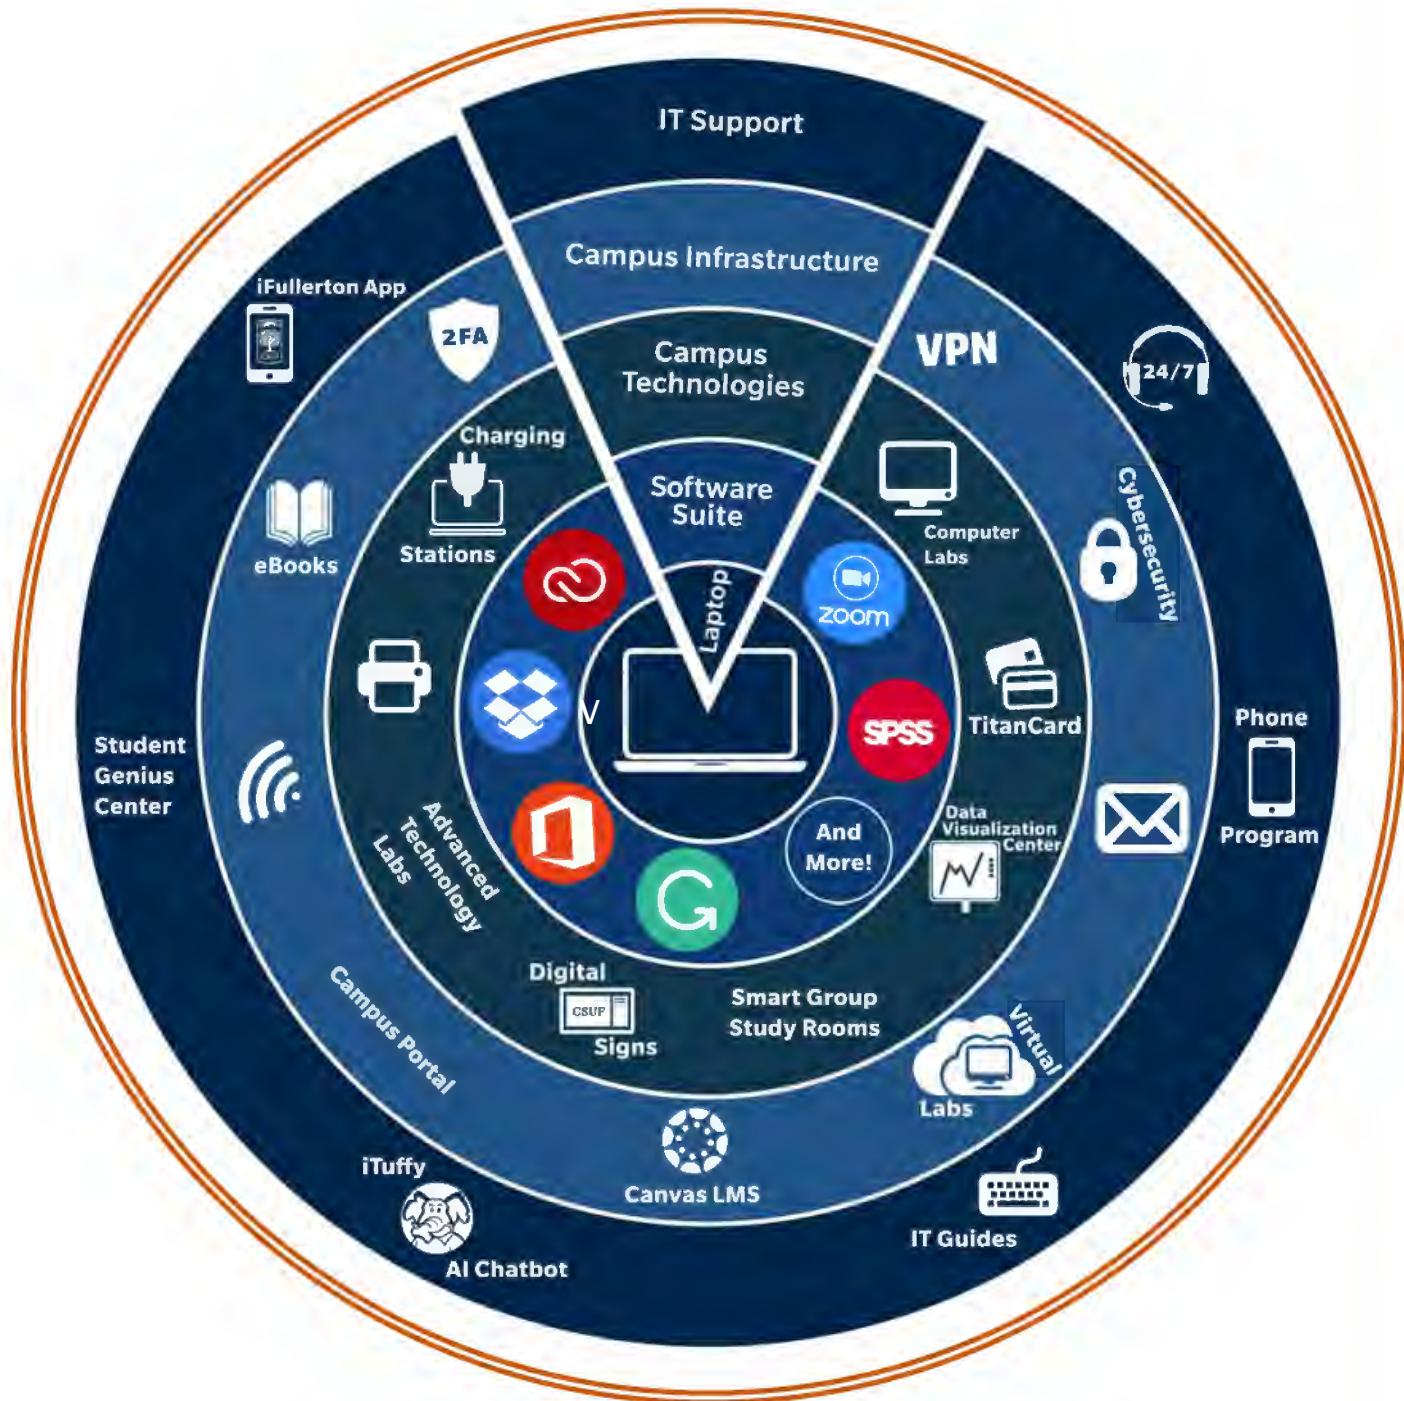 IT Support
Campus Infrastructure
Campus
Technologies
Software
Suite
Laptop
iFullerton App
2FA
VPN
24/7
Charging
Stations
Computer
Labs
Cybersecurity
eBooks
zoom
SPSS
TitanCard
V
Phone
Program
Student
Genius
Center
Advanced
Technology
Labs
And
More!
Data
Visualization
Center
Digital
CSUF
Signs
Smart Group
Study Rooms
Campus Portal
Virtual
Labs
Canvas LMS
iTuffy
AI Chatbot
IT Guides